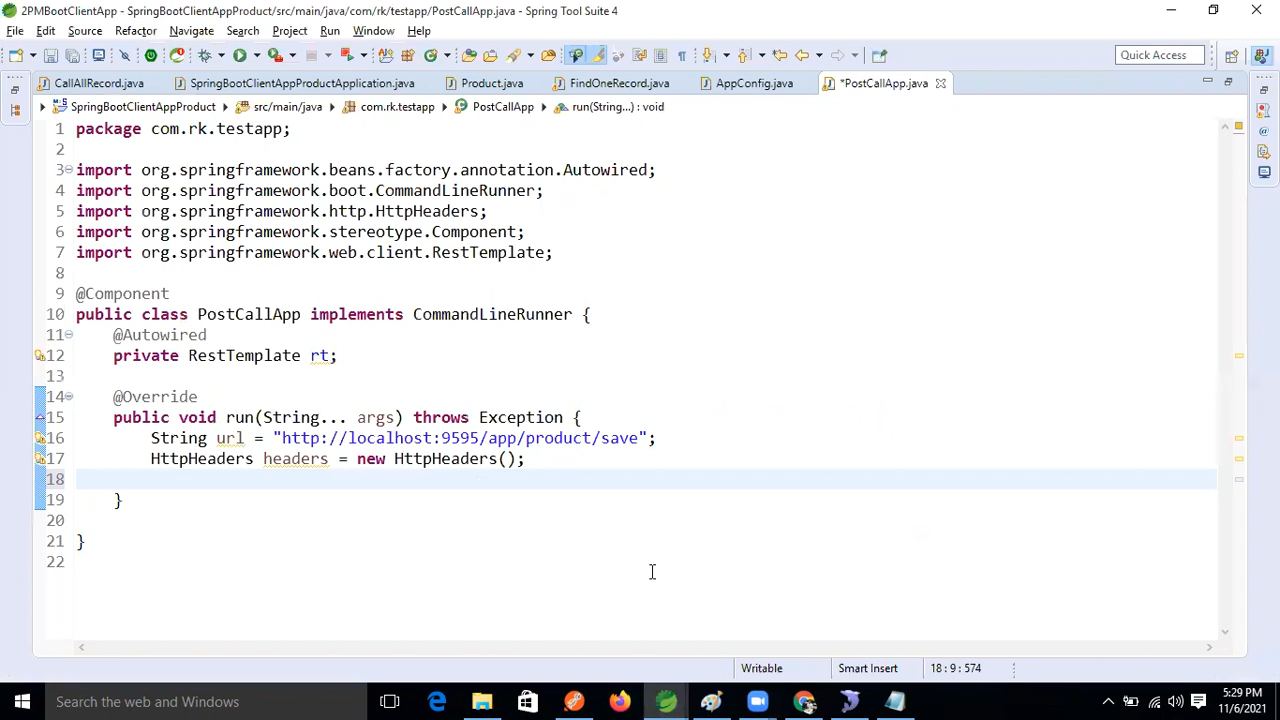 2PMBootClientApp - SpringBootClientAppProduct/src/main/java/com/rk/testapp/PostCallApp.java - Spring Tool Suite 4
File Edit Source Refactor Navigate Search Project Run Window Help
Quick Access
CallAllRecord.java SpringBootClientAppProductApplication.java Product.java FindOneRecord.java AppConfig.java *PostCallApp.java
SpringBootClientAppProduct src/main/java com.rk.testapp PostCallApp run(String...) : void
1 package com.rk.testapp;
2
3 import org.springframework.beans.factory.annotation.Autowired;
4 import org.springframework.boot.CommandLineRunner;
5 import org.springframework.http.HttpHeaders;
6 import org.springframework.stereotype.Component;
7 import org.springframework.web.client.RestTemplate;
8
9 @Component
10 public class PostCallApp implements CommandLineRunner {
11 @Autowired
12 private RestTemplate rt;
13
14 @Override
15 public void run(String... args) throws Exception {
16 String url = "http://localhost:9595/app/product/save";
17 HttpHeaders headers = new HttpHeaders();
18
19 }
20
21 }
22
Writable Smart Insert 18 : 9 : 574
Search the web and Windows
5:29 PM
11/6/2021